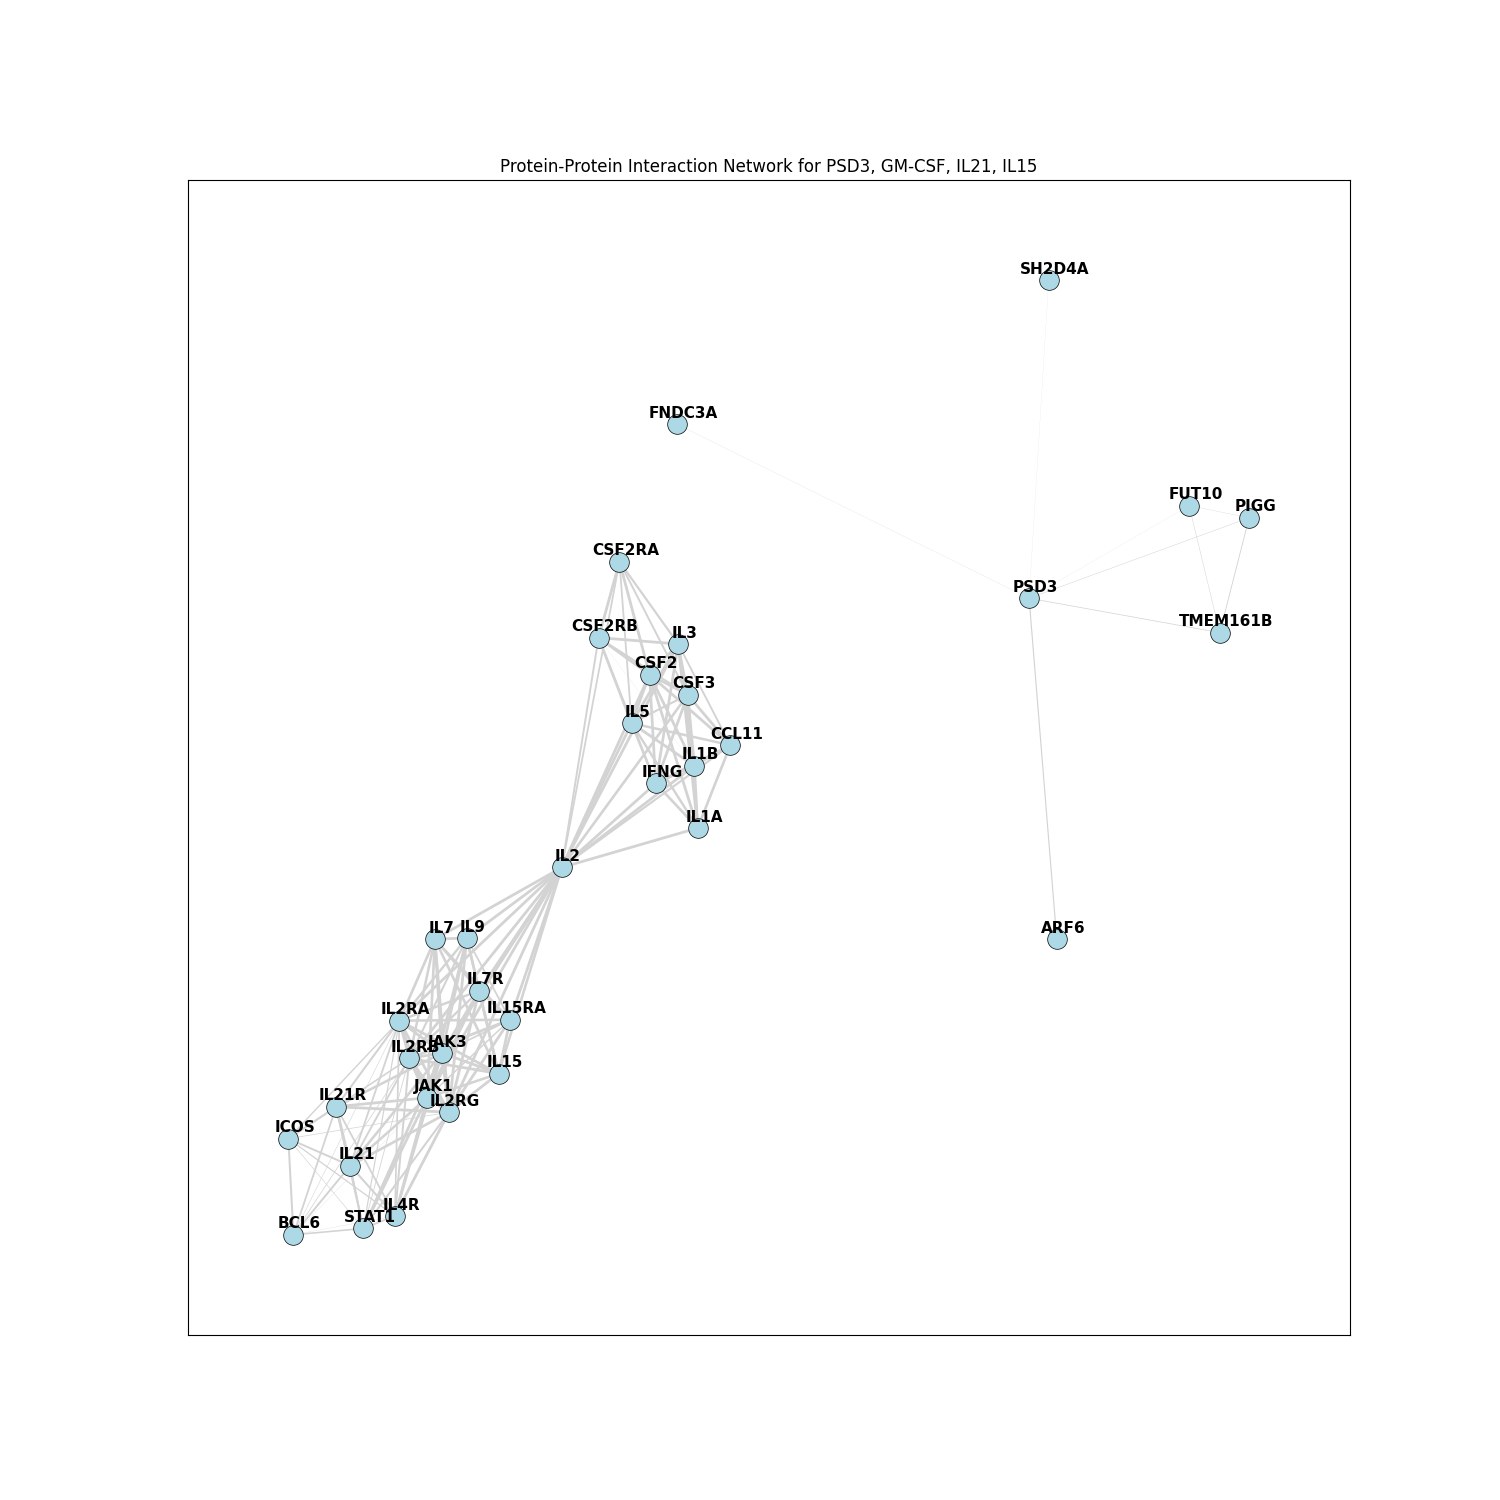 Protein-Protein Interaction Network for PSD3, GM-CSF, IL21, IL15
SH2D4A
FNDC3A
FUT10
PIGG
CSF2RA
PSD3
TMEM161B
CSF2RB
IL3
CSF2
CSF3
IL5
CCL11
IL1B
IFNG
IL1A
IL2
IL7
IL9
ARF6
IL7R
IL2RA
IL15RA
JAK3
IL2RB
IL15
JAK1
IL21R
IL2RG
ICOS
IL21
IL4R
STAT1
BCL6